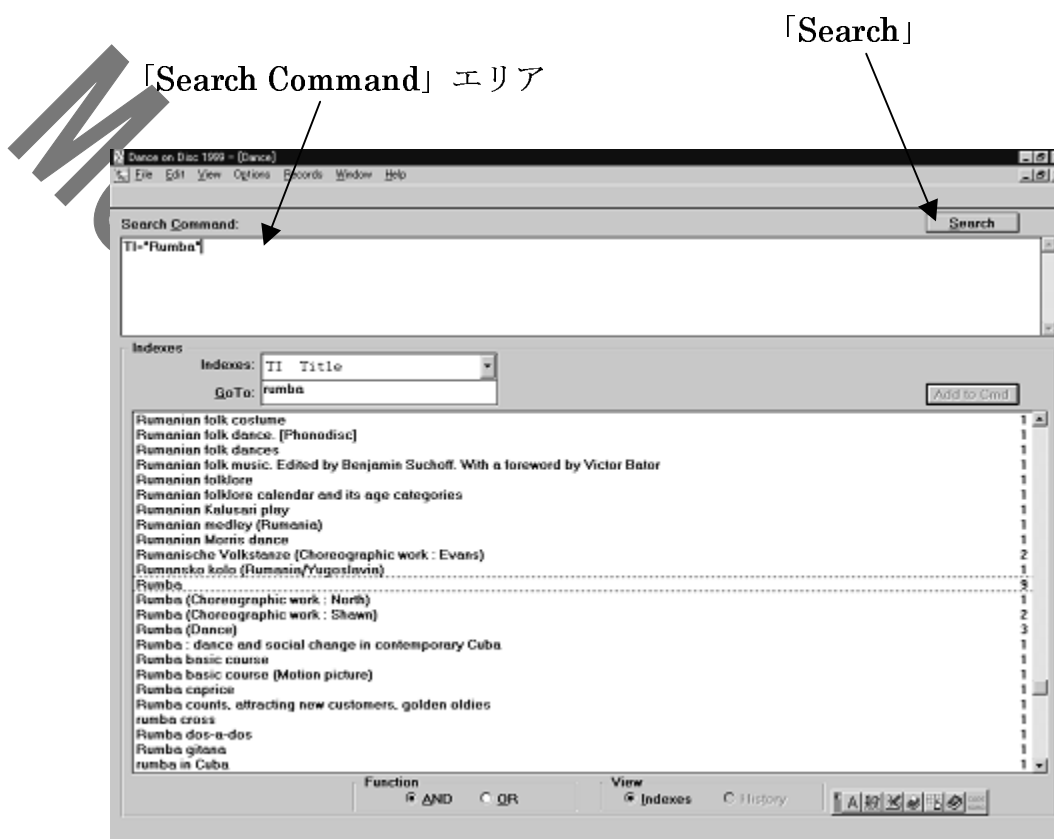 「Search」
「Search Command」エリア
Dance on Disc 1999 - [Dance]
File Edit View Options Records Window Help
Search Command:
Search
TI="Rumba"
Indexes
Indexes: TI Title
GoTo: rumba
Add to Cmd
Rumanian folk costume 1
Rumanian folk dance. [Phonodisc] 1
Rumanian folk dances 1
Rumanian folk music. Edited by Benjamin Suchoff. With a foreword by Victor Bator 1
Rumanian folklore 1
Rumanian folklore calendar and its age categories 1
Rumanian Kalusari play 1
Rumanian medley (Rumania) 1
Rumanian Morris dance 1
Rumanische Volkstanze (Choreographic work : Evans) 2
Rumansko kolo (Rumania/Yugoslavia) 1
Rumba 9
Rumba (Choreographic work : North) 1
Rumba (Choreographic work : Shawn) 2
Rumba (Dance) 3
Rumba : dance and social change in contemporary Cuba 1
Rumba basic course 1
Rumba basic course (Motion picture) 1
Rumba caprice 1
Rumba counts, attracting new customers, golden oldies 1
rumba cross 1
Rumba dos-a-dos 1
Rumba gitana 1
rumba in Cuba 1
Function View
AND OR Indexes History